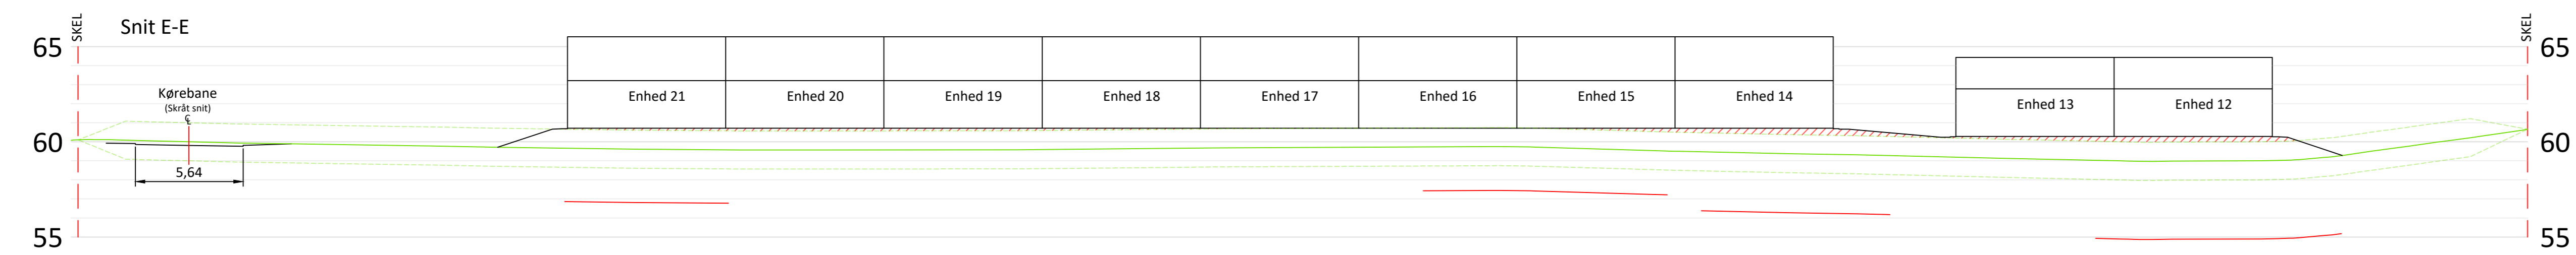 SKEL
Snit E-E
SKEL
65
65
Kørebane
(Skråt snit)
℄
Enhed 21
Enhed 20
Enhed 19
Enhed 18
Enhed 17
Enhed 16
Enhed 15
Enhed 14
Enhed 13
Enhed 12
60
60
5,64
55
55